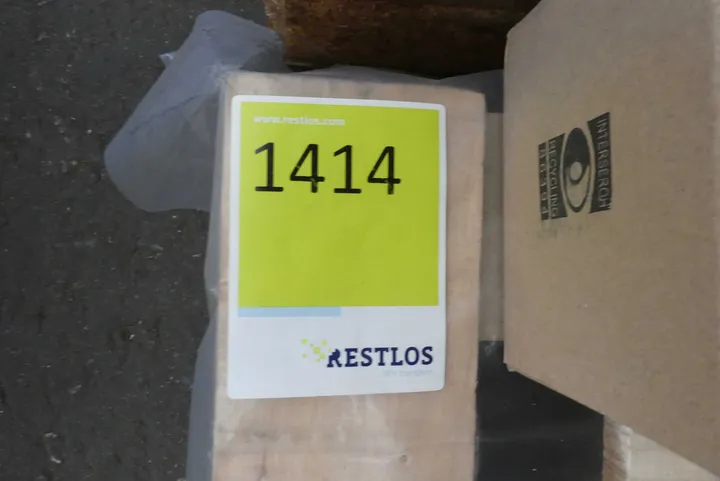 www.restlos.com
1414
RESTLOS
INTERSEROH
RECYCLING